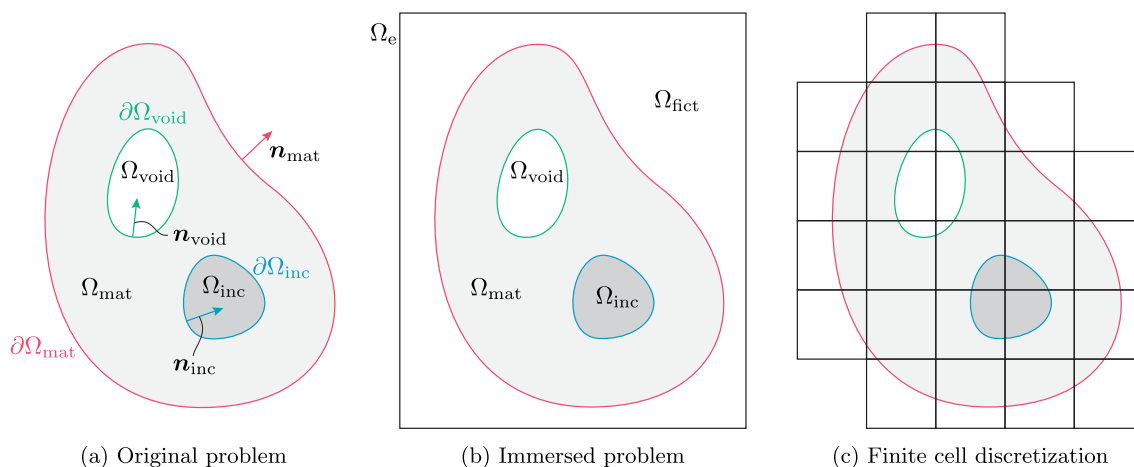 ∂Ω_void
n_mat
Ω_void
n_void
∂Ω_inc
Ω_inc
Ω_mat
∂Ω_mat
n_inc
(a) Original problem
Ω_e
Ω_fict
Ω_void
Ω_mat
Ω_inc
(b) Immersed problem
(c) Finite cell discretization